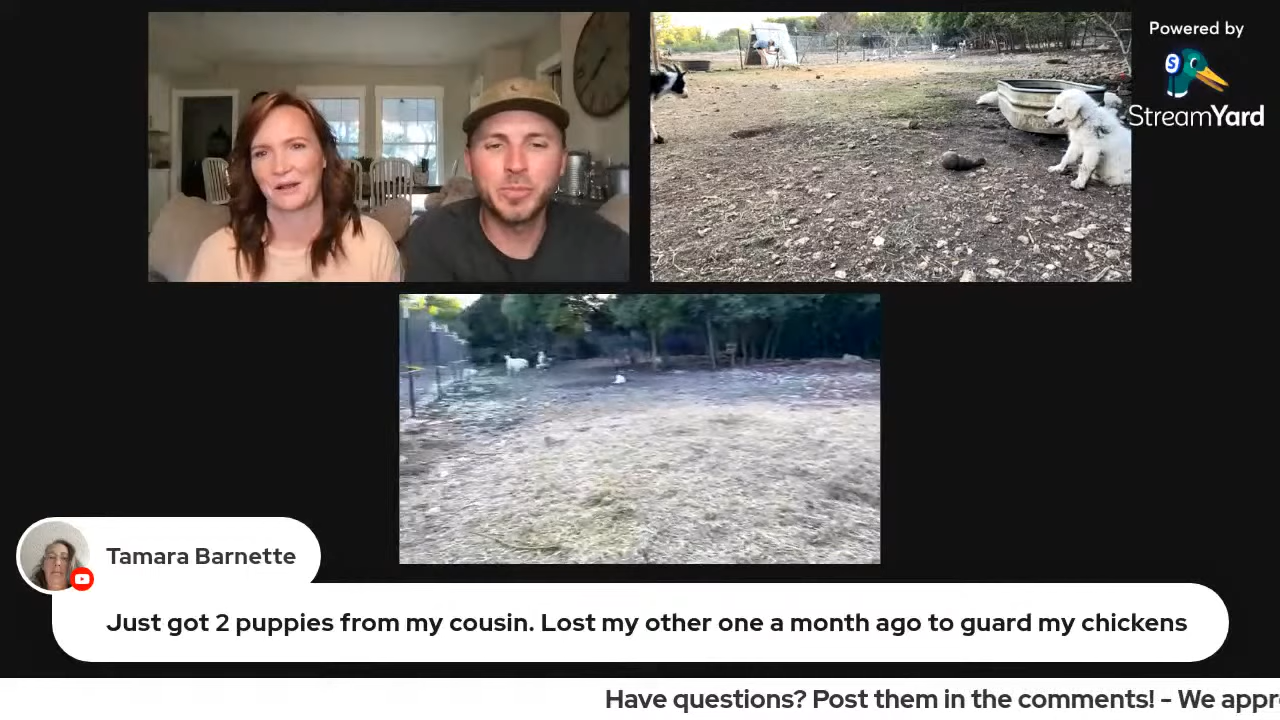 Powered by
S
StreamYard
Tamara Barnette
Just got 2 puppies from my cousin. Lost my other one a month ago to guard my chickens
Have questions? Post them in the comments! - We appr